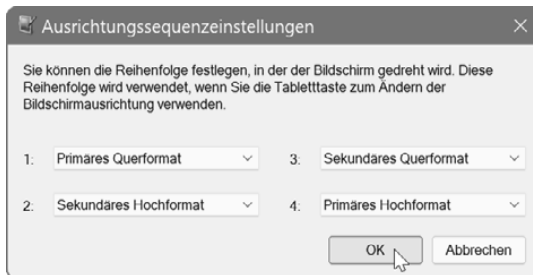 Ausrichtungssequenzeinstellungen
Sie können die Reihenfolge festlegen, in der der Bildschirm gedreht wird. Diese
Reihenfolge wird verwendet, wenn Sie die Tabletttaste zum Ändern der
Bildschirmausrichtung verwenden.
1: Primäres Querformat 3: Sekundäres Querformat
2: Sekundäres Hochformat 4: Primäres Hochformat
OK Abbrechen